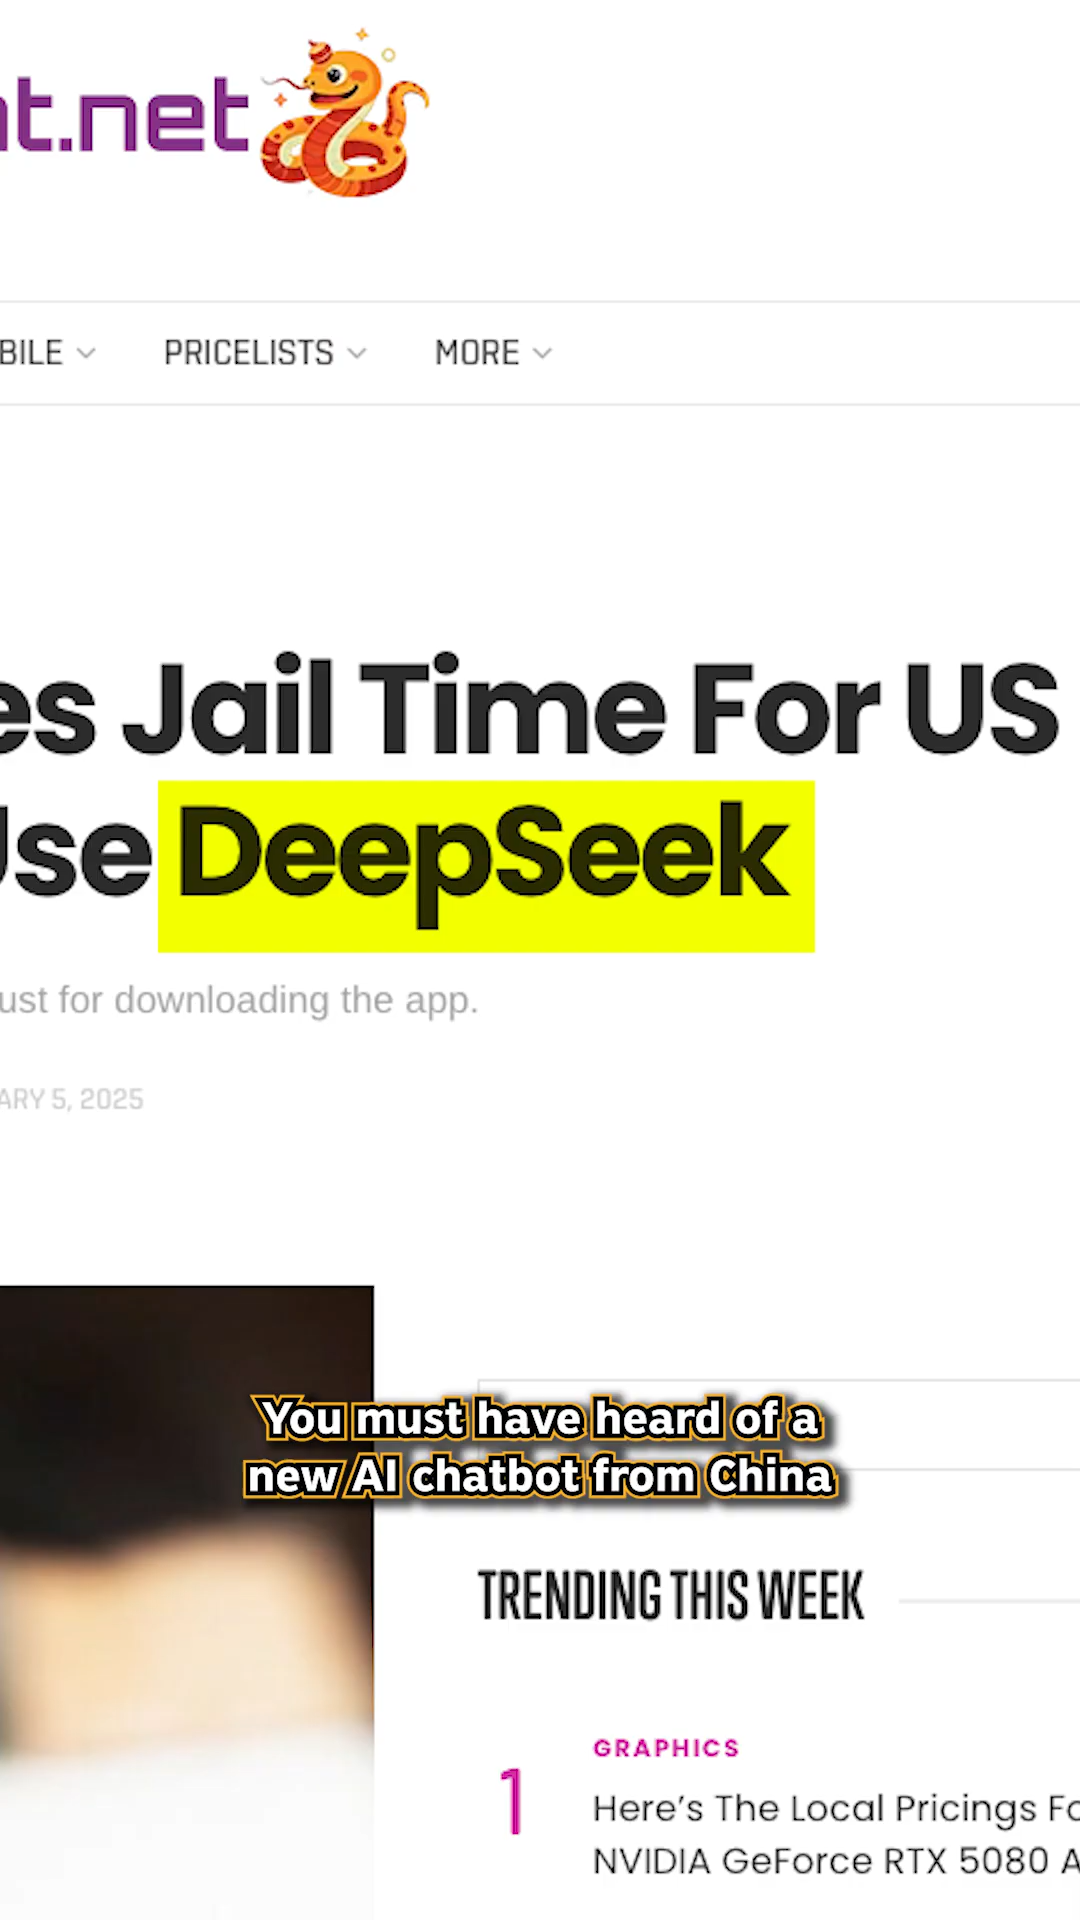 t.net
BILE
PRICELISTS
MORE
es Jail Time For US
Use DeepSeek
ust for downloading the app.
ARY 5, 2025
You must have heard of a
new AI chatbot from China
TRENDING THIS WEEK
GRAPHICS
1
Here's The Local Pricings Fo
NVIDIA GeForce RTX 5080 A